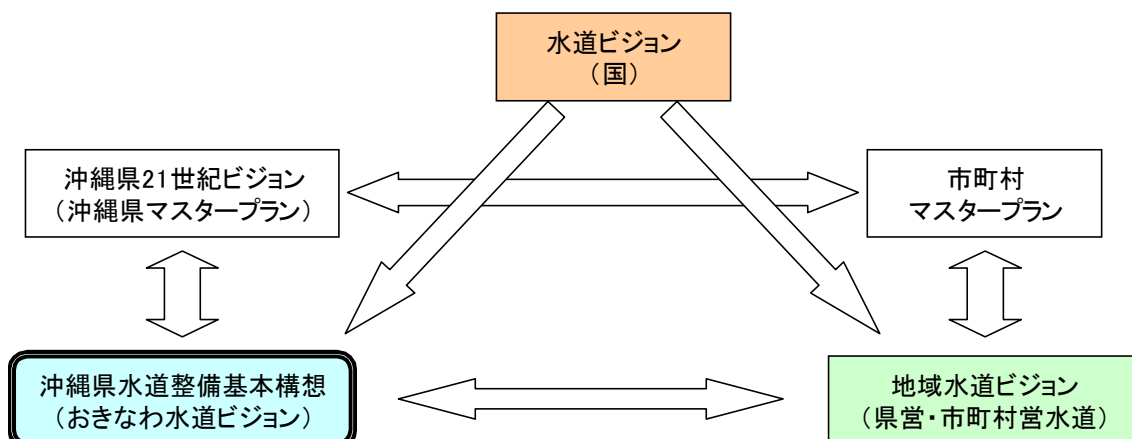 水道ビジョン
（国）
沖縄県21世紀ビジョン
（沖縄県マスタープラン）
市町村
マスタープラン
沖縄県水道整備基本構想
（おきなわ水道ビジョン）
地域水道ビジョン
（県営・市町村営水道）